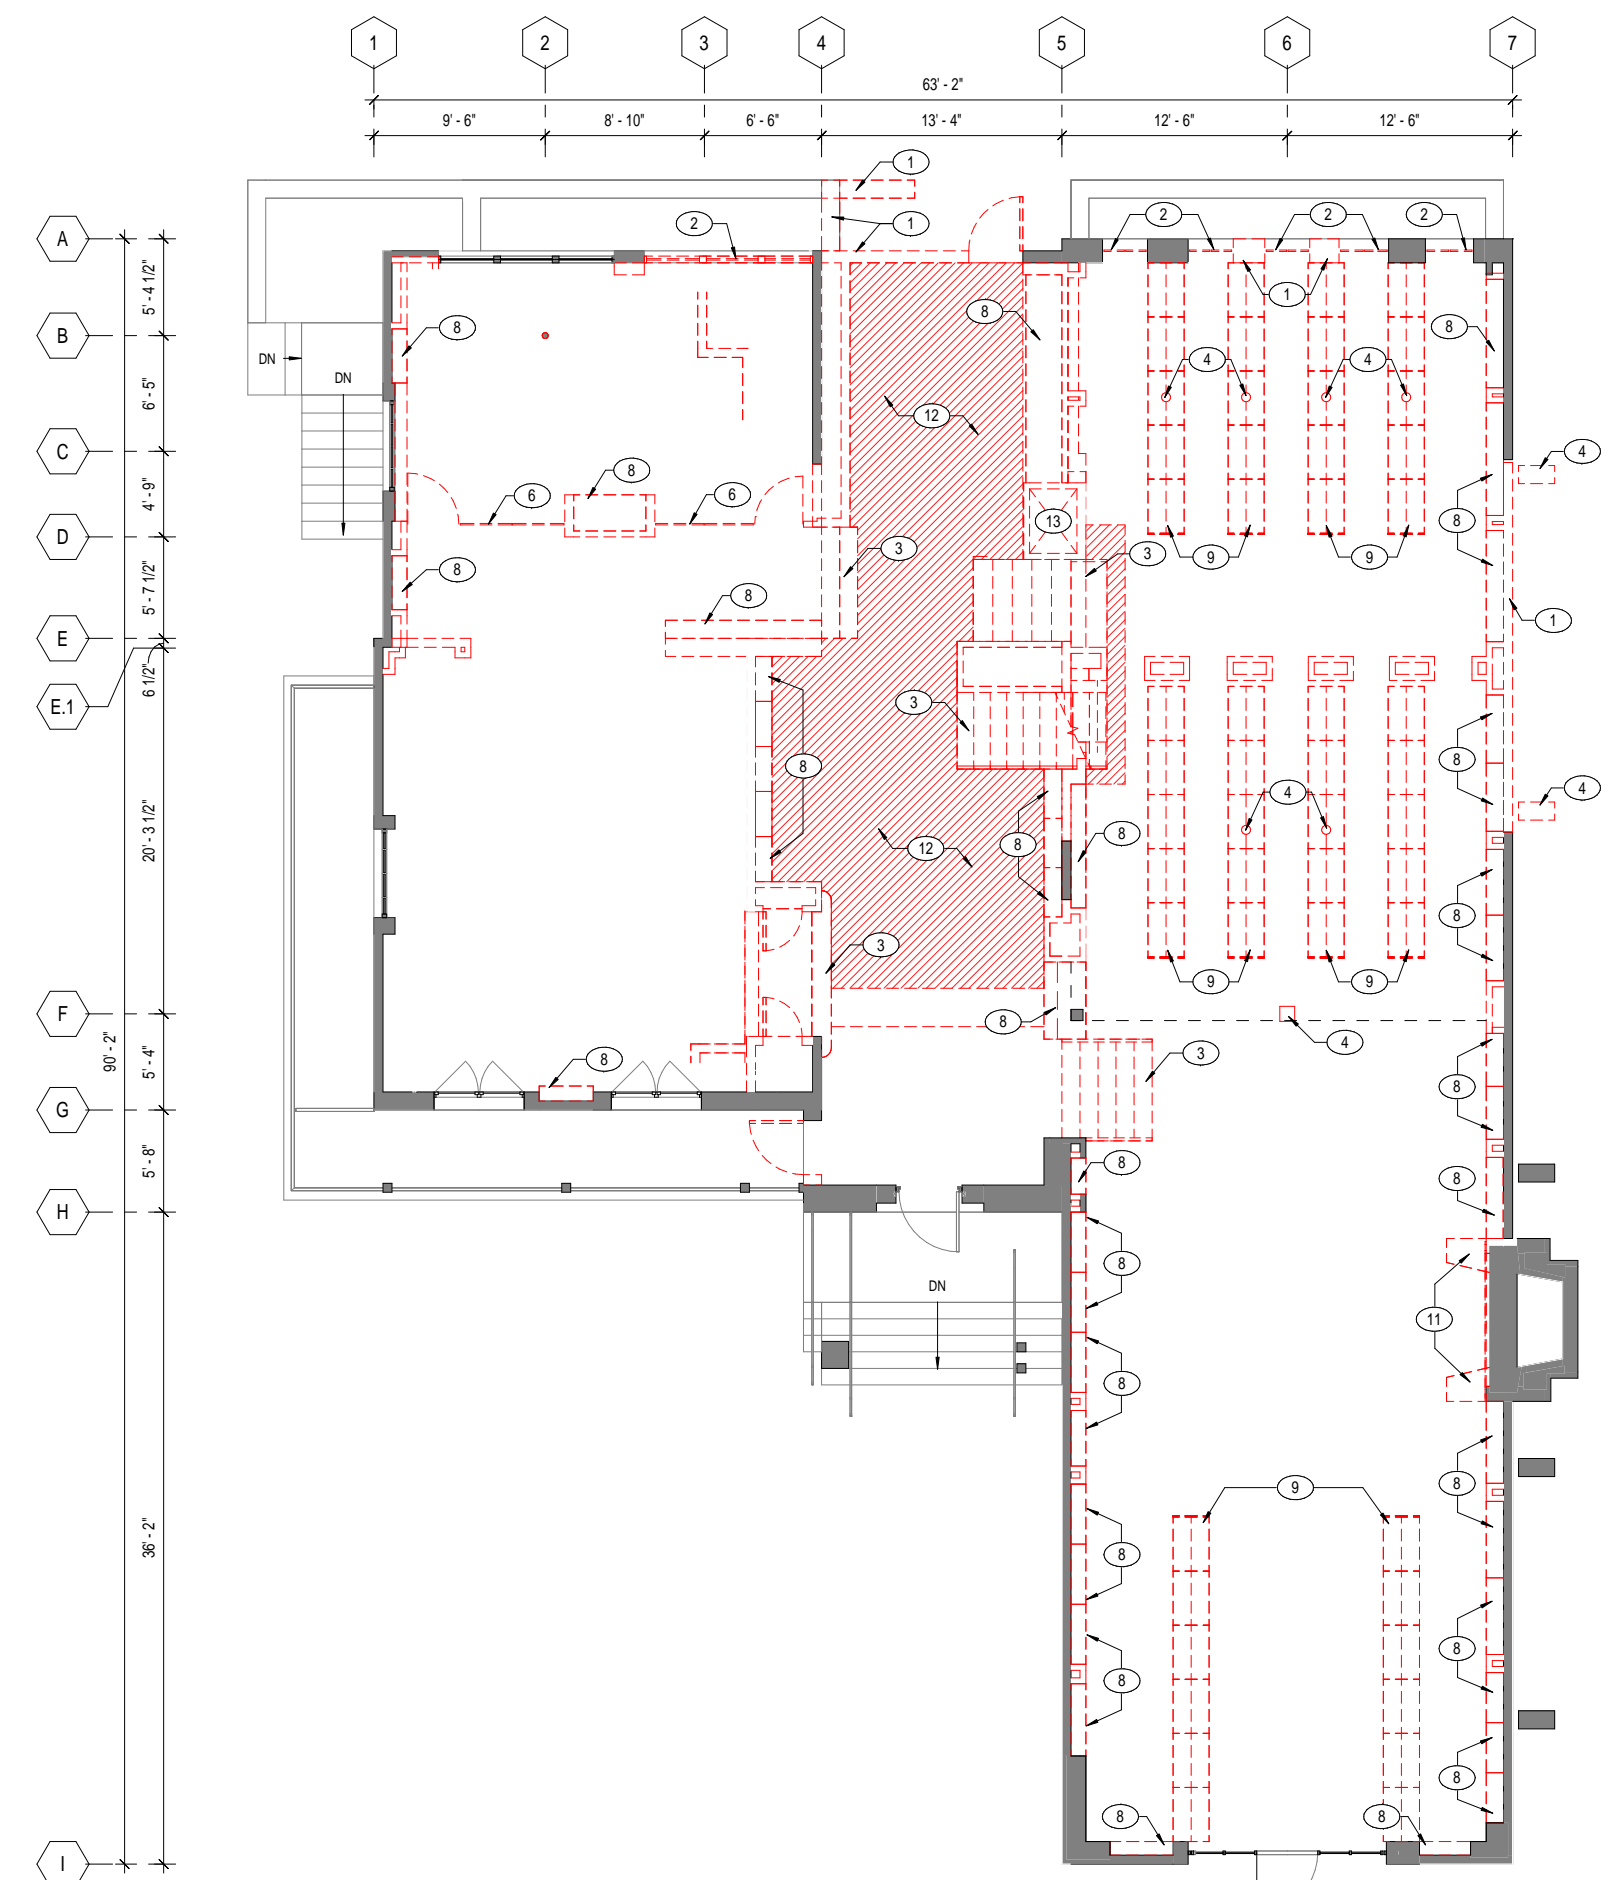 1 2 3 4 5 6 7
63' - 2"
9' - 6" 8' - 10" 6' - 6" 13' - 4" 12' - 6" 12' - 6"
1
2 1 2 2 2
A
5' - 4 1/2"
1
8
B 8 8
DN DN 4 4
6' - 5"
12
C 8 4
4' - 9"
6 6 13 8
D 3 3 9 9
5' - 7 1/2"
8
8
1
E
6 1/2"
E.1 3
8 8
4 4
20' - 3 1/2"
12 8 8
8
3
9 9
F 8
4
90' - 2"
5' - 4"
8 3
8
G
5' - 8"
8 8
H
8
DN
11
8
8
9
36' - 2"
8
8
8
8
8 8
I